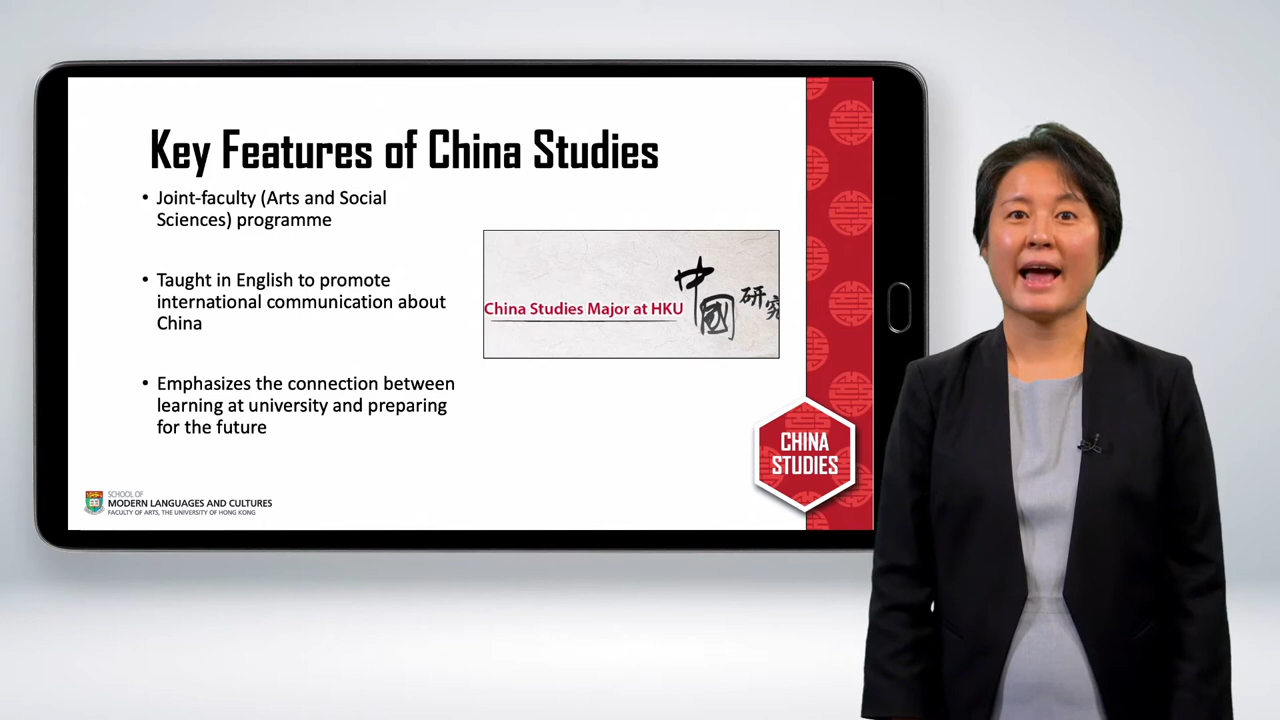 Key Features of China Studies
• Joint-faculty (Arts and Social
Sciences) programme
• Taught in English to promote
international communication about
China
• Emphasizes the connection between
learning at university and preparing
for the future
China Studies Major at HKU
中國研究
CHINA
STUDIES
SCHOOL OF
MODERN LANGUAGES AND CULTURES
FACULTY OF ARTS, THE UNIVERSITY OF HONG KONG